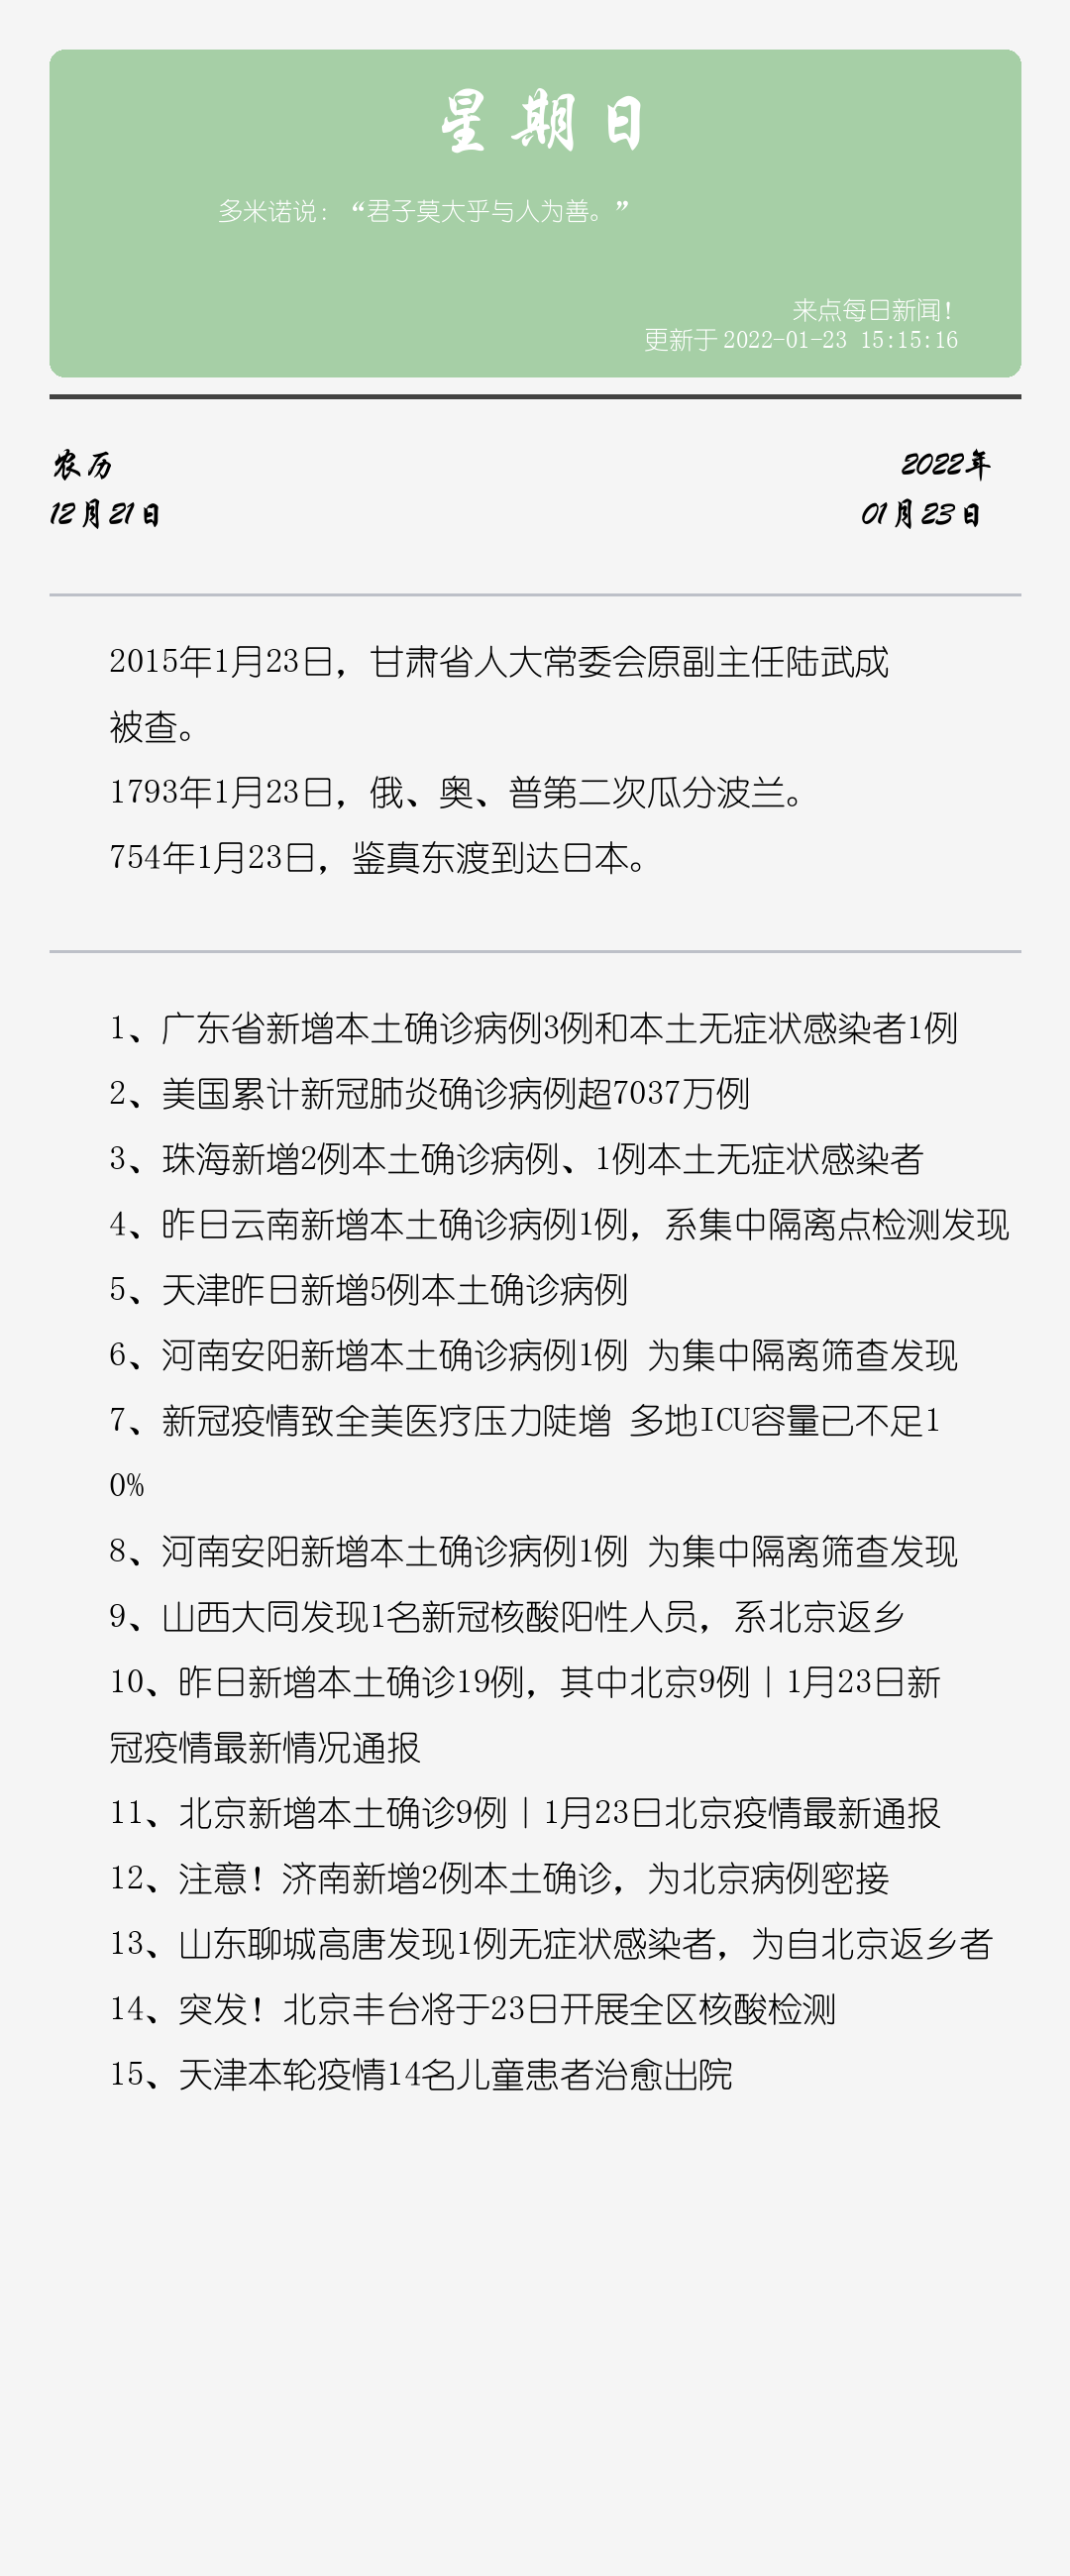 星期日
多米诺说：“君子莫大乎与人为善。”
来点每日新闻！
更新于 2022-01-23 15:15:16
农历
2022年
12月21日
01月23日
2015年1月23日，甘肃省人大常委会原副主任陆武成
被查。
1793年1月23日，俄、奥、普第二次瓜分波兰。
754年1月23日，鉴真东渡到达日本。
1、广东省新增本土确诊病例3例和本土无症状感染者1例
2、美国累计新冠肺炎确诊病例超7037万例
3、珠海新增2例本土确诊病例、1例本土无症状感染者
4、昨日云南新增本土确诊病例1例，系集中隔离点检测发现
5、天津昨日新增5例本土确诊病例
6、河南安阳新增本土确诊病例1例 为集中隔离筛查发现
7、新冠疫情致全美医疗压力陡增 多地ICU容量已不足1
0%
8、河南安阳新增本土确诊病例1例 为集中隔离筛查发现
9、山西大同发现1名新冠核酸阳性人员，系北京返乡
10、昨日新增本土确诊19例，其中北京9例｜1月23日新
冠疫情最新情况通报
11、北京新增本土确诊9例｜1月23日北京疫情最新通报
12、注意！济南新增2例本土确诊，为北京病例密接
13、山东聊城高唐发现1例无症状感染者，为自北京返乡者
14、突发！北京丰台将于23日开展全区核酸检测
15、天津本轮疫情14名儿童患者治愈出院